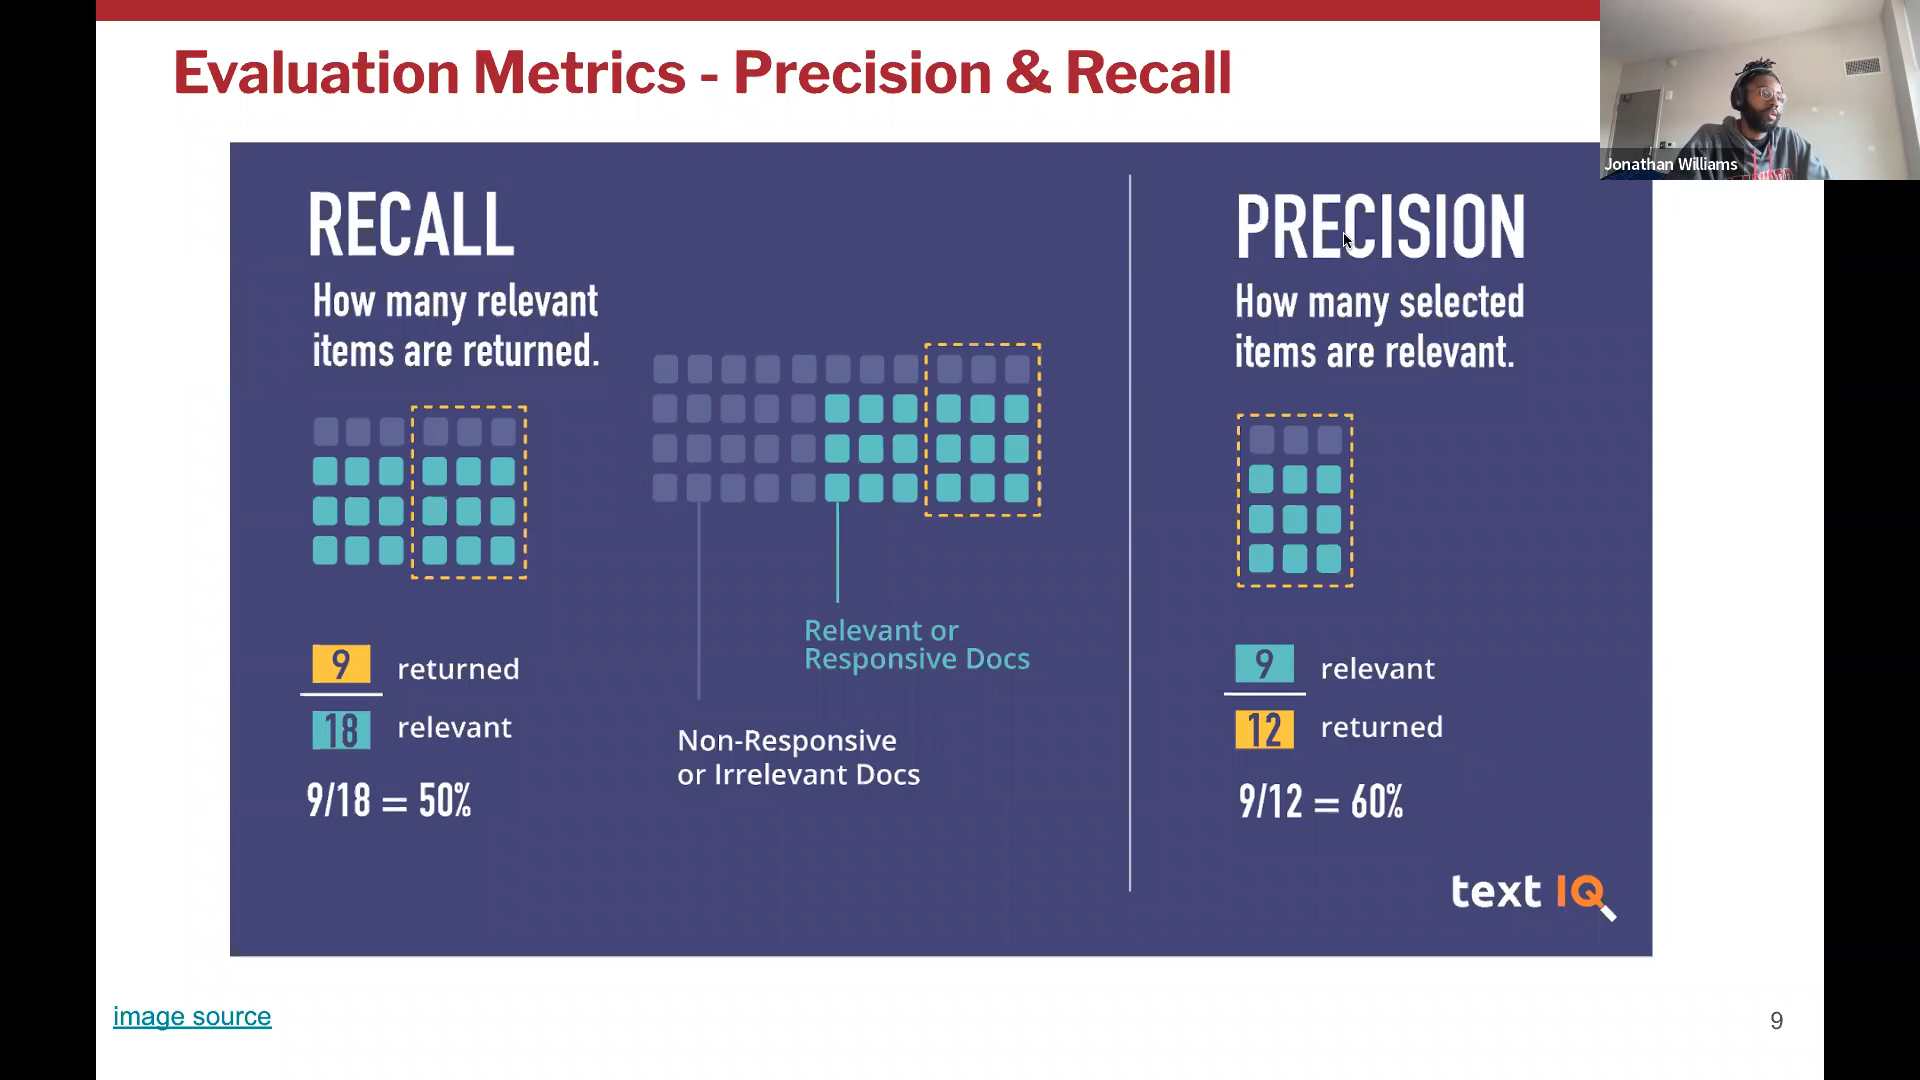 Evaluation Metrics - Precision & Recall
Jonathan Williams
RECALL
How many relevant
items are returned.
9 returned
18 relevant
9/18 = 50%
Relevant or
Responsive Docs
Non-Responsive
or Irrelevant Docs
PRECISION
How many selected
items are relevant.
9 relevant
12 returned
9/12 = 60%
text IQ
image source
9